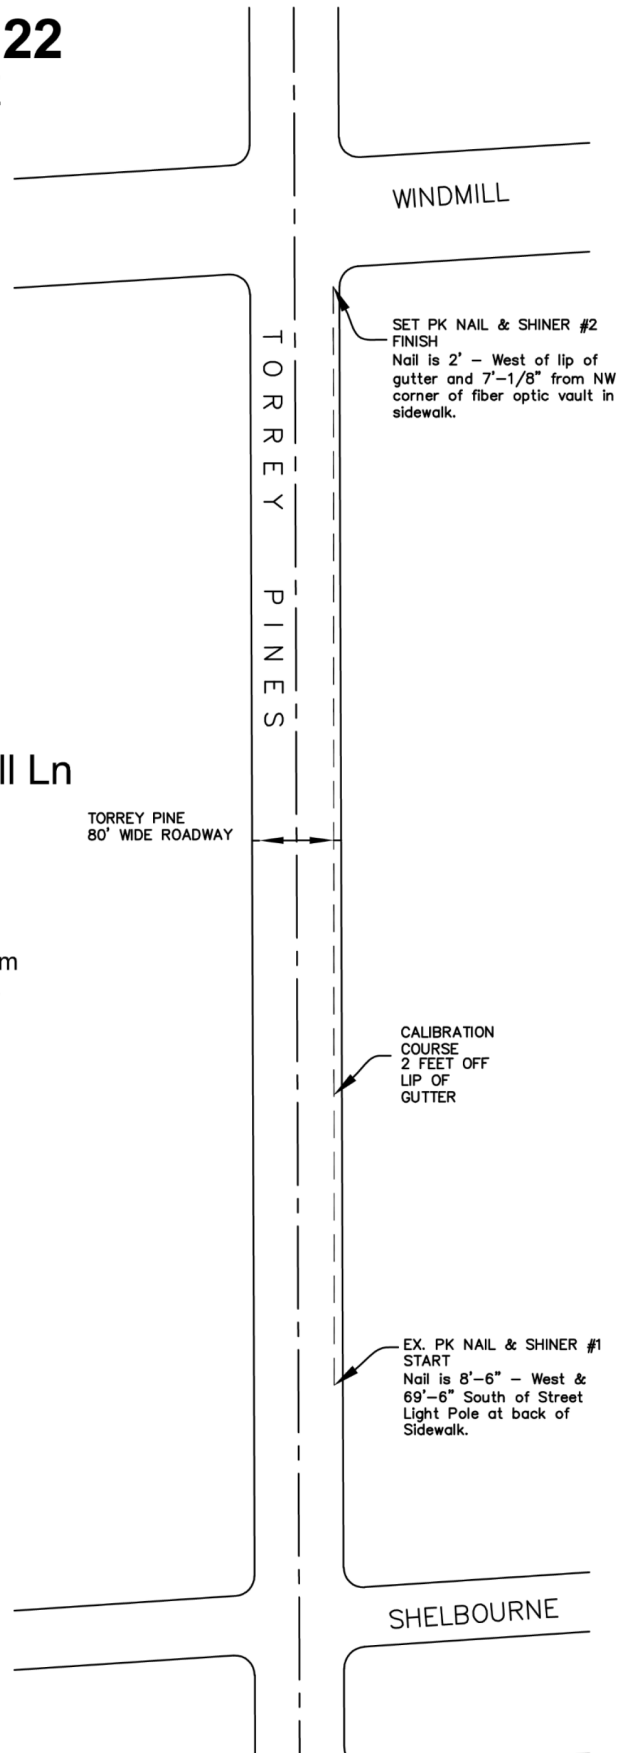 22
WINDMILL
SET PK NAIL & SHINER #2
FINISH
Nail is 2' – West of lip of
gutter and 7'–1/8" from NW
corner of fiber optic vault in
sidewalk.
TORREY PINES
ll Ln
TORREY PINE
80' WIDE ROADWAY
m
CALIBRATION
COURSE
2 FEET OFF
LIP OF
GUTTER
EX. PK NAIL & SHINER #1
START
Nail is 8'–6" – West &
69'–6" South of Street
Light Pole at back of
Sidewalk.
SHELBOURNE